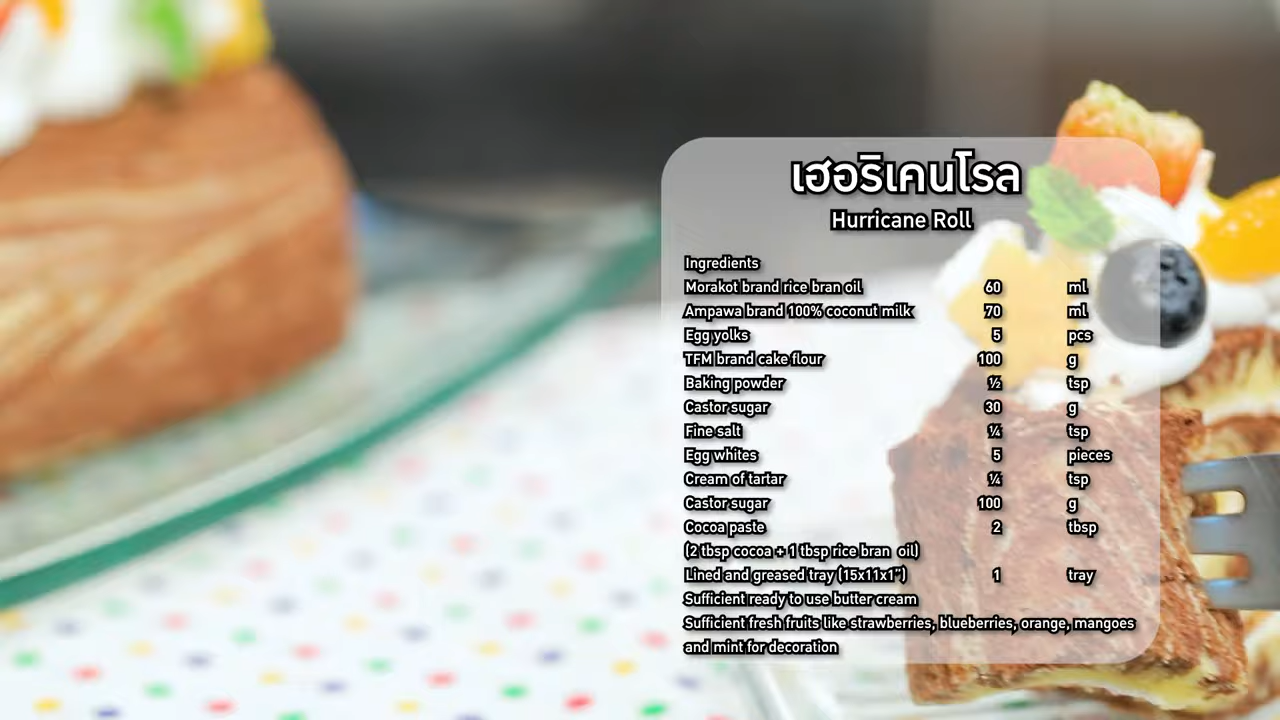 เฮอริเคนโรล
Hurricane Roll
Ingredients
Morakot brand rice bran oil 60 ml
Ampawa brand 100% coconut milk 70 ml
Egg yolks 5 pcs
TFM brand cake flour 100 g
Baking powder ½ tsp
Castor sugar 30 g
Fine salt ¼ tsp
Egg whites 5 pieces
Cream of tartar ¼ tsp
Castor sugar 100 g
Cocoa paste 2 tbsp
(2 tbsp cocoa + 1 tbsp rice bran oil)
Lined and greased tray (15x11x1") 1 tray
Sufficient ready to use butter cream
Sufficient fresh fruits like strawberries, blueberries, orange, mangoes
and mint for decoration